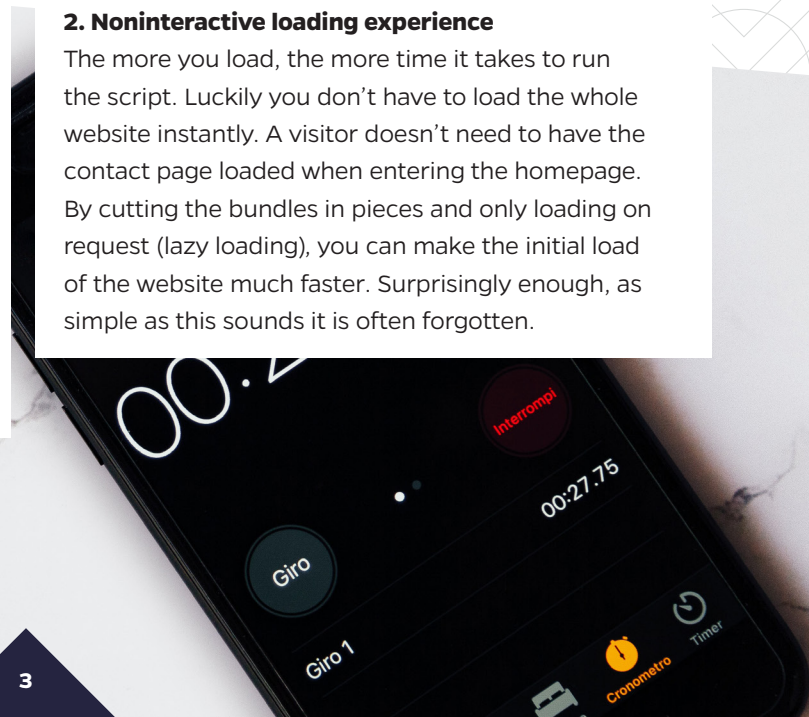 2. Noninteractive loading experience
The more you load, the more time it takes to run
the script. Luckily you don’t have to load the whole
website instantly. A visitor doesn’t need to have the
contact page loaded when entering the homepage.
By cutting the bundles in pieces and only loading on
request (lazy loading), you can make the initial load
of the website much faster. Surprisingly enough, as
simple as this sounds it is often forgotten.
Interrompi
00:27.75
Giro
Giro 1
Timer
Cronometro
3